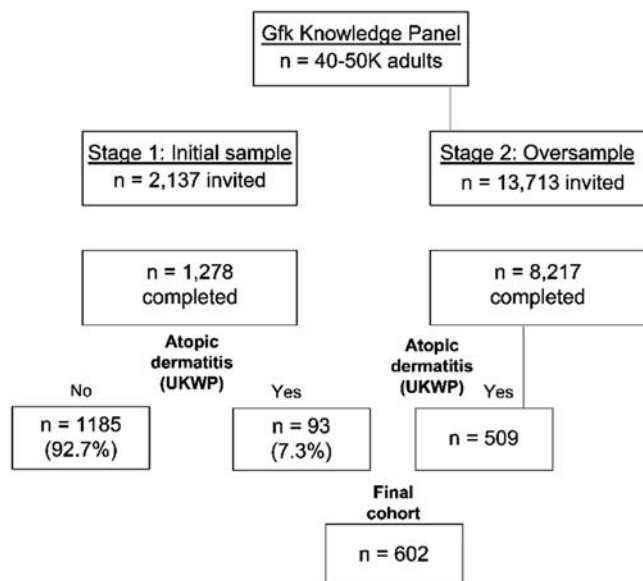 Gfk Knowledge Panel
n = 40-50K adults
Stage 1: Initial sample
n = 2,137 invited
Stage 2: Oversample
n = 13,713 invited
n = 1,278
completed
n = 8,217
completed
Atopic
dermatitis
(UKWP)
Atopic
dermatitis
(UKWP)
No
Yes
Yes
n = 1185
(92.7%)
n = 93
(7.3%)
n = 509
Final
cohort
n = 602